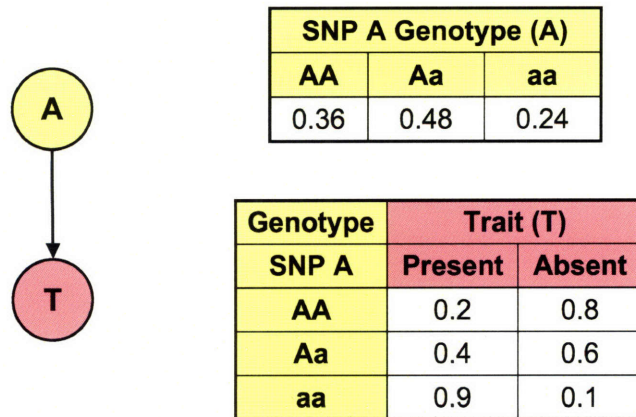 A
T
SNP A Genotype (A)
AA Aa aa
0.36 0.48 0.24
Genotype Trait (T)
SNP A Present Absent
AA 0.2 0.8
Aa 0.4 0.6
aa 0.9 0.1